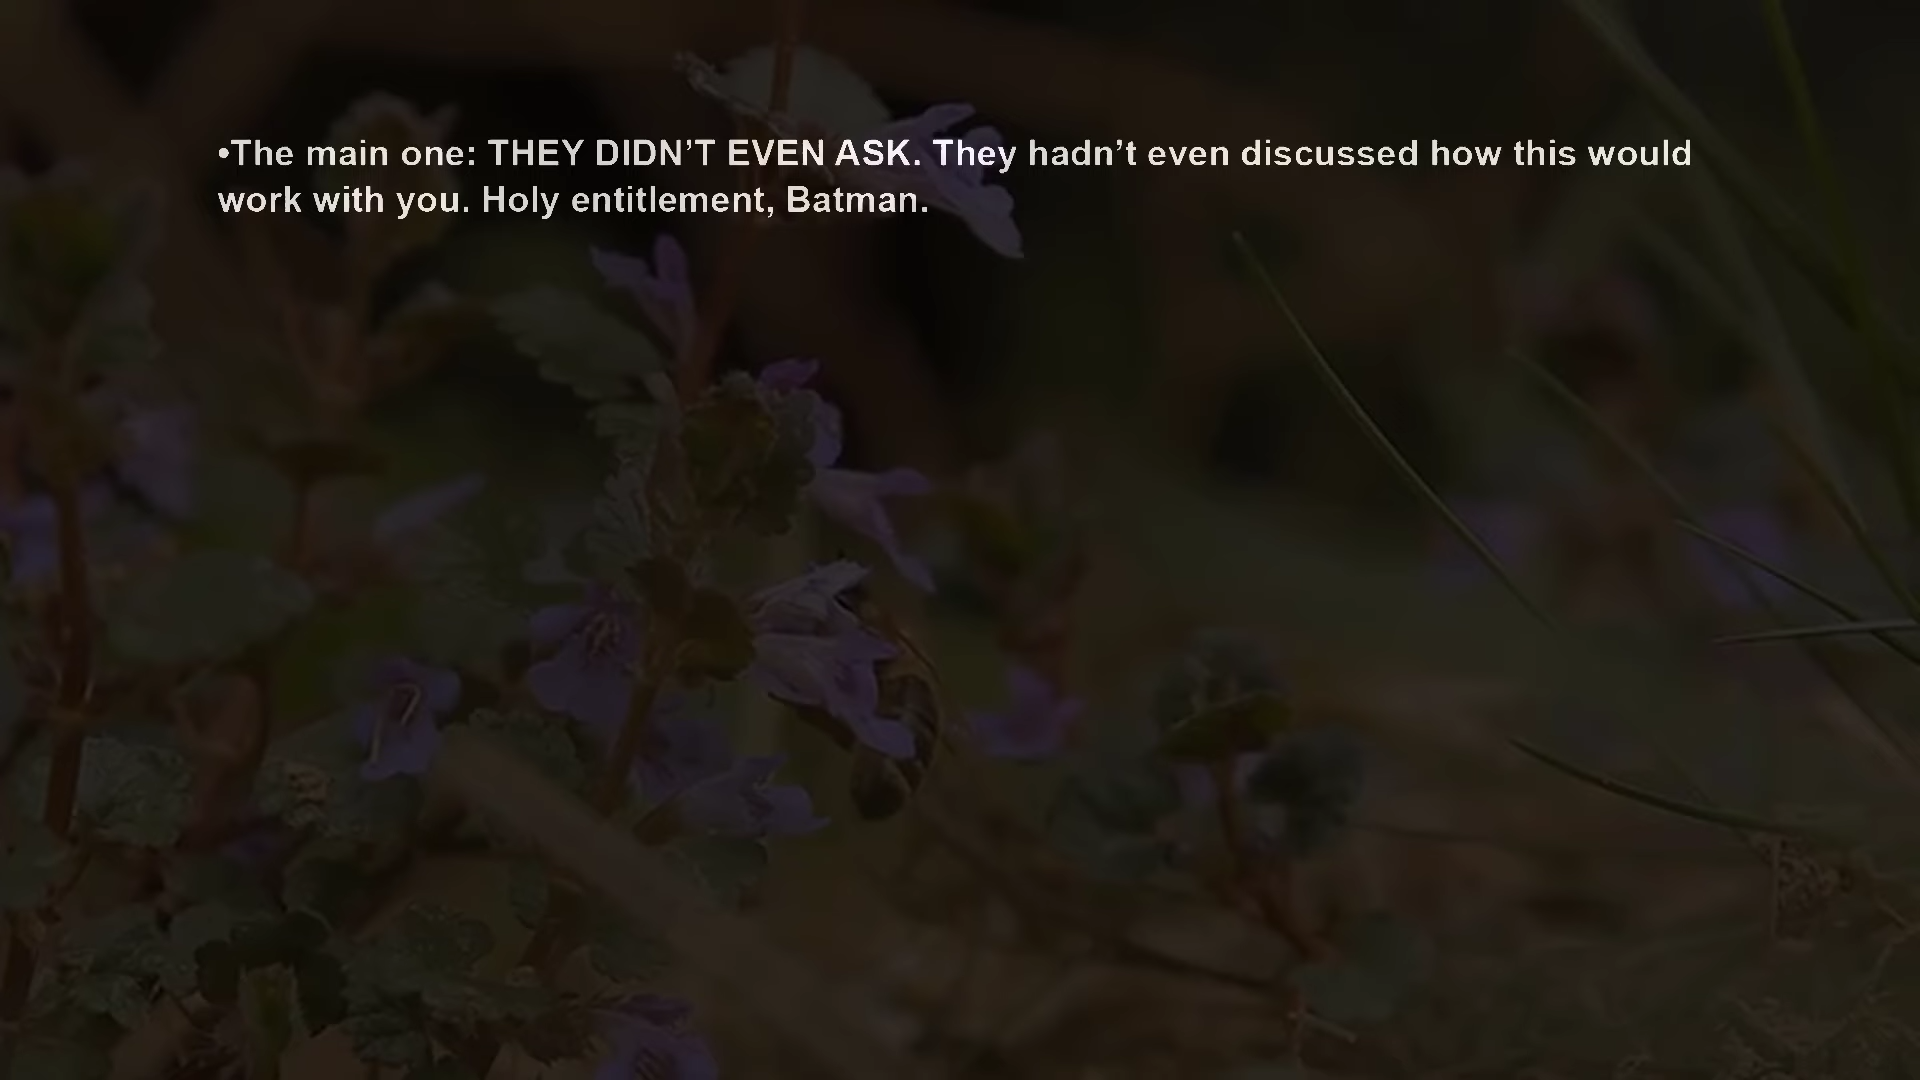 •The main one: THEY DIDN’T EVEN ASK. They hadn’t even discussed how this would
work with you. Holy entitlement, Batman.